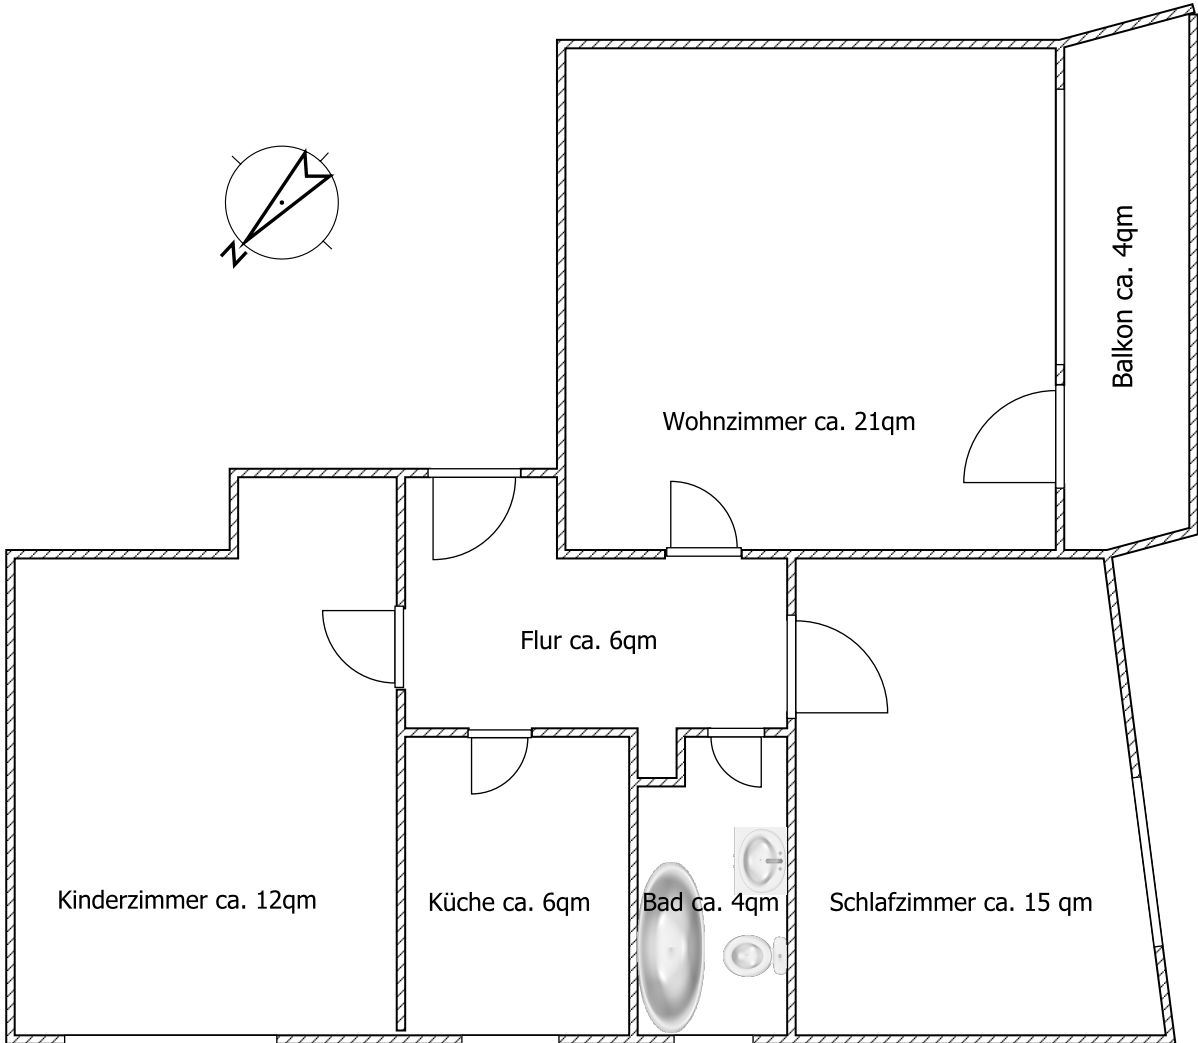 N
Balkon ca. 4qm
Wohnzimmer ca. 21qm
Flur ca. 6qm
Kinderzimmer ca. 12qm
Küche ca. 6qm
Bad ca. 4qm
Schlafzimmer ca. 15 qm